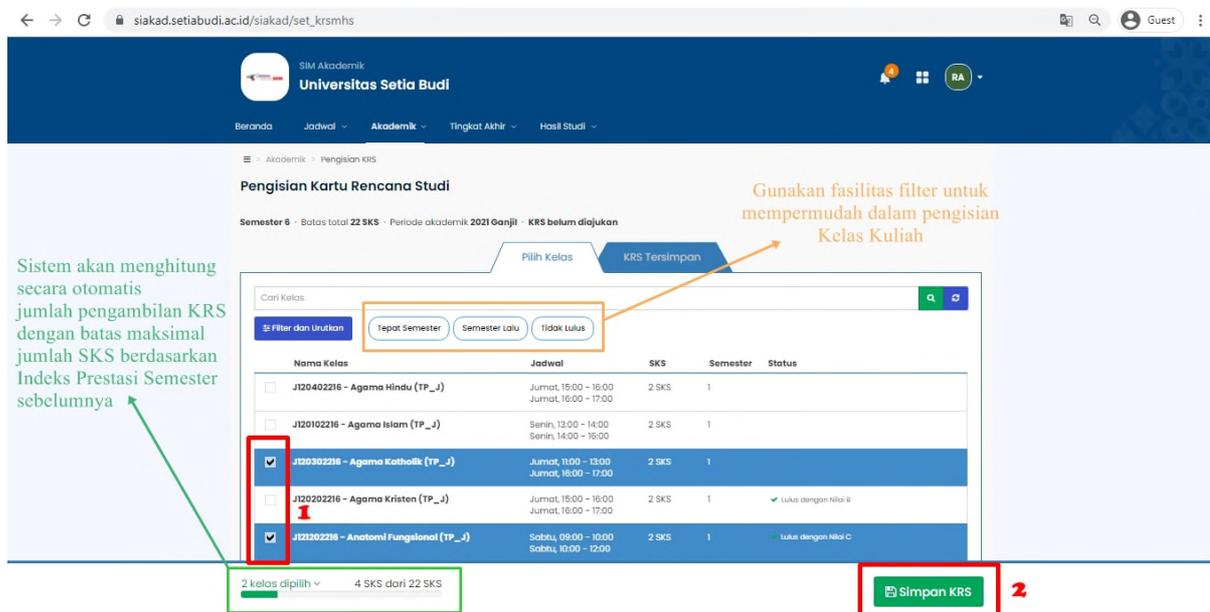 siakad.setiabudi.ac.id/siakad/set_krsmhs
Guest
SIM Akademik
Universitas Setia Budi
4
RA
Beranda
Jadwal
Akademik
Tingkat Akhir
Hasil Studi
> Akademik > Pengisian KRS
Pengisian Kartu Rencana Studi
Semester 6 · Batas total 22 SKS · Periode akademik 2021 Ganjil · KRS belum diajukan
Gunakan fasilitas filter untuk
mempermudah dalam pengisian
Kelas Kuliah
Sistem akan menghitung
secara otomatis
jumlah pengambilan KRS
dengan batas maksimal
jumlah SKS berdasarkan
Indeks Prestasi Semester
sebelumnya
Pilih Kelas
KRS Tersimpan
Cari Kelas
Filter dan Urutkan
Tepat Semester
Semester Lalu
Tidak Lulus
Nama Kelas Jadwal SKS Semester Status
J120402216 - Agama Hindu (TP_J) Jumat, 15:00 - 16:00 2 SKS 1
Jumat, 16:00 - 17:00
J120102216 - Agama Islam (TP_J) Senin, 13:00 - 14:00 2 SKS 1
Senin, 14:00 - 16:00
J120302216 - Agama Katholik (TP_J) Jumat, 11:00 - 13:00 2 SKS 1
Jumat, 16:00 - 17:00
J120202216 - Agama Kristen (TP_J) Jumat, 15:00 - 16:00 2 SKS 1 Lulus dengan Nilai B
Jumat, 16:00 - 17:00
1
J121202216 - Anatomi Fungsional (TP_J) Sabtu, 09:00 - 10:00 2 SKS 1 Lulus dengan Nilai C
Sabtu, 10:00 - 12:00
2 kelas dipilih
4 SKS dari 22 SKS
Simpan KRS
2